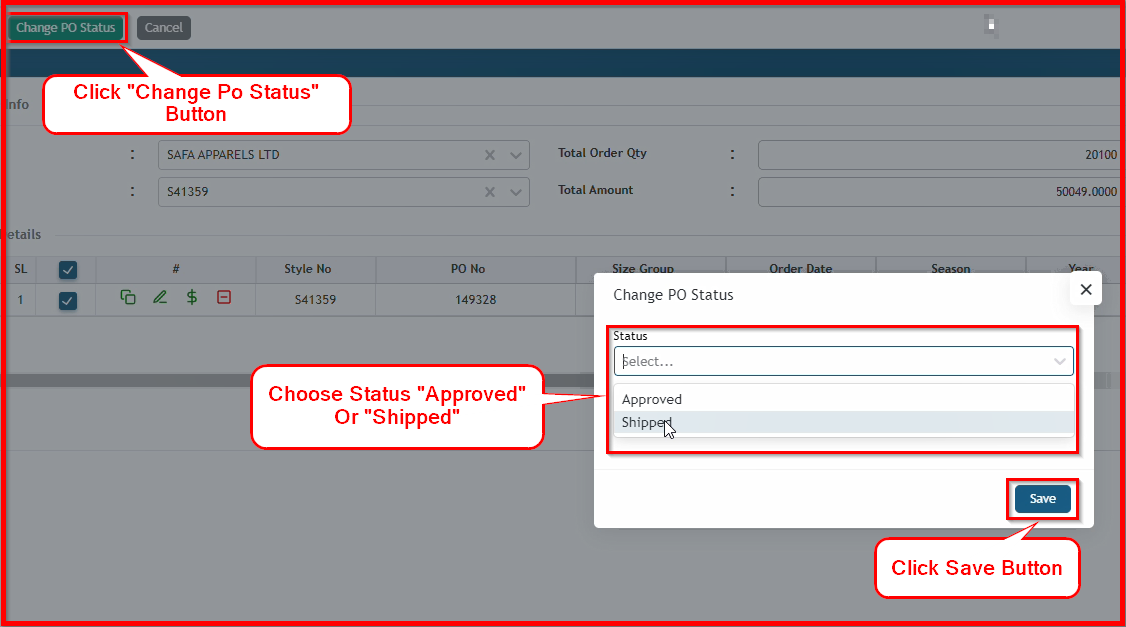 Change PO Status Cancel
Click "Change Po Status"
Button
Info
: SAFA APPARELS LTD Total Order Qty : 20100
: S41359 Total Amount : 50049.0000
Details
SL # Style No PO No Size Group Order Date Season Year
1 $ S41359 149328
Change PO Status
Status
Select...
Choose Status "Approved"
Or "Shipped"
Approved
Shipped
Save
Click Save Button